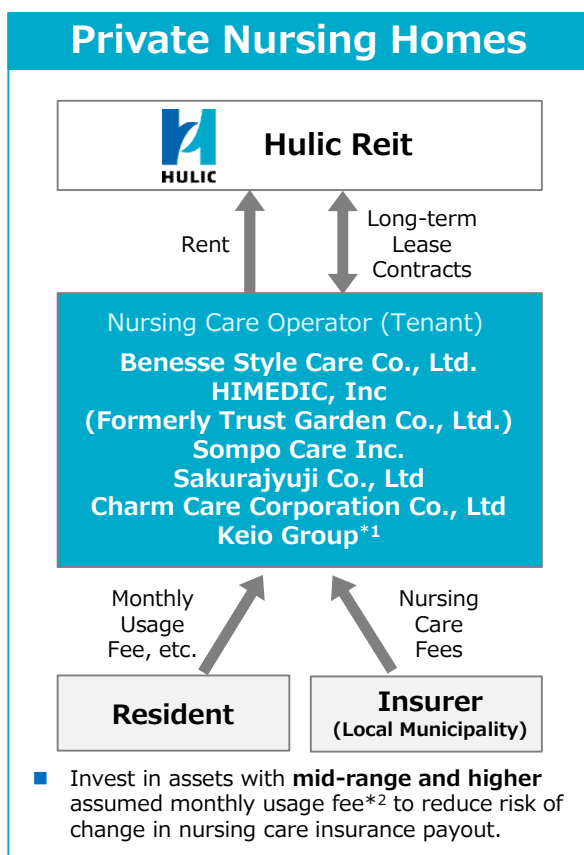 Private Nursing Homes
HULIC
Hulic Reit
Rent
Long-term
Lease
Contracts
Nursing Care Operator (Tenant)
Benesse Style Care Co., Ltd.
HIMEDIC, Inc
(Formerly Trust Garden Co., Ltd.)
Sompo Care Inc.
Sakurajyuji Co., Ltd
Charm Care Corporation Co., Ltd
Keio Group*1
Monthly
Usage
Fee, etc.
Nursing
Care
Fees
Resident
Insurer
(Local Municipality)
■ Invest in assets with mid-range and higher
assumed monthly usage fee*2 to reduce risk of
change in nursing care insurance payout.